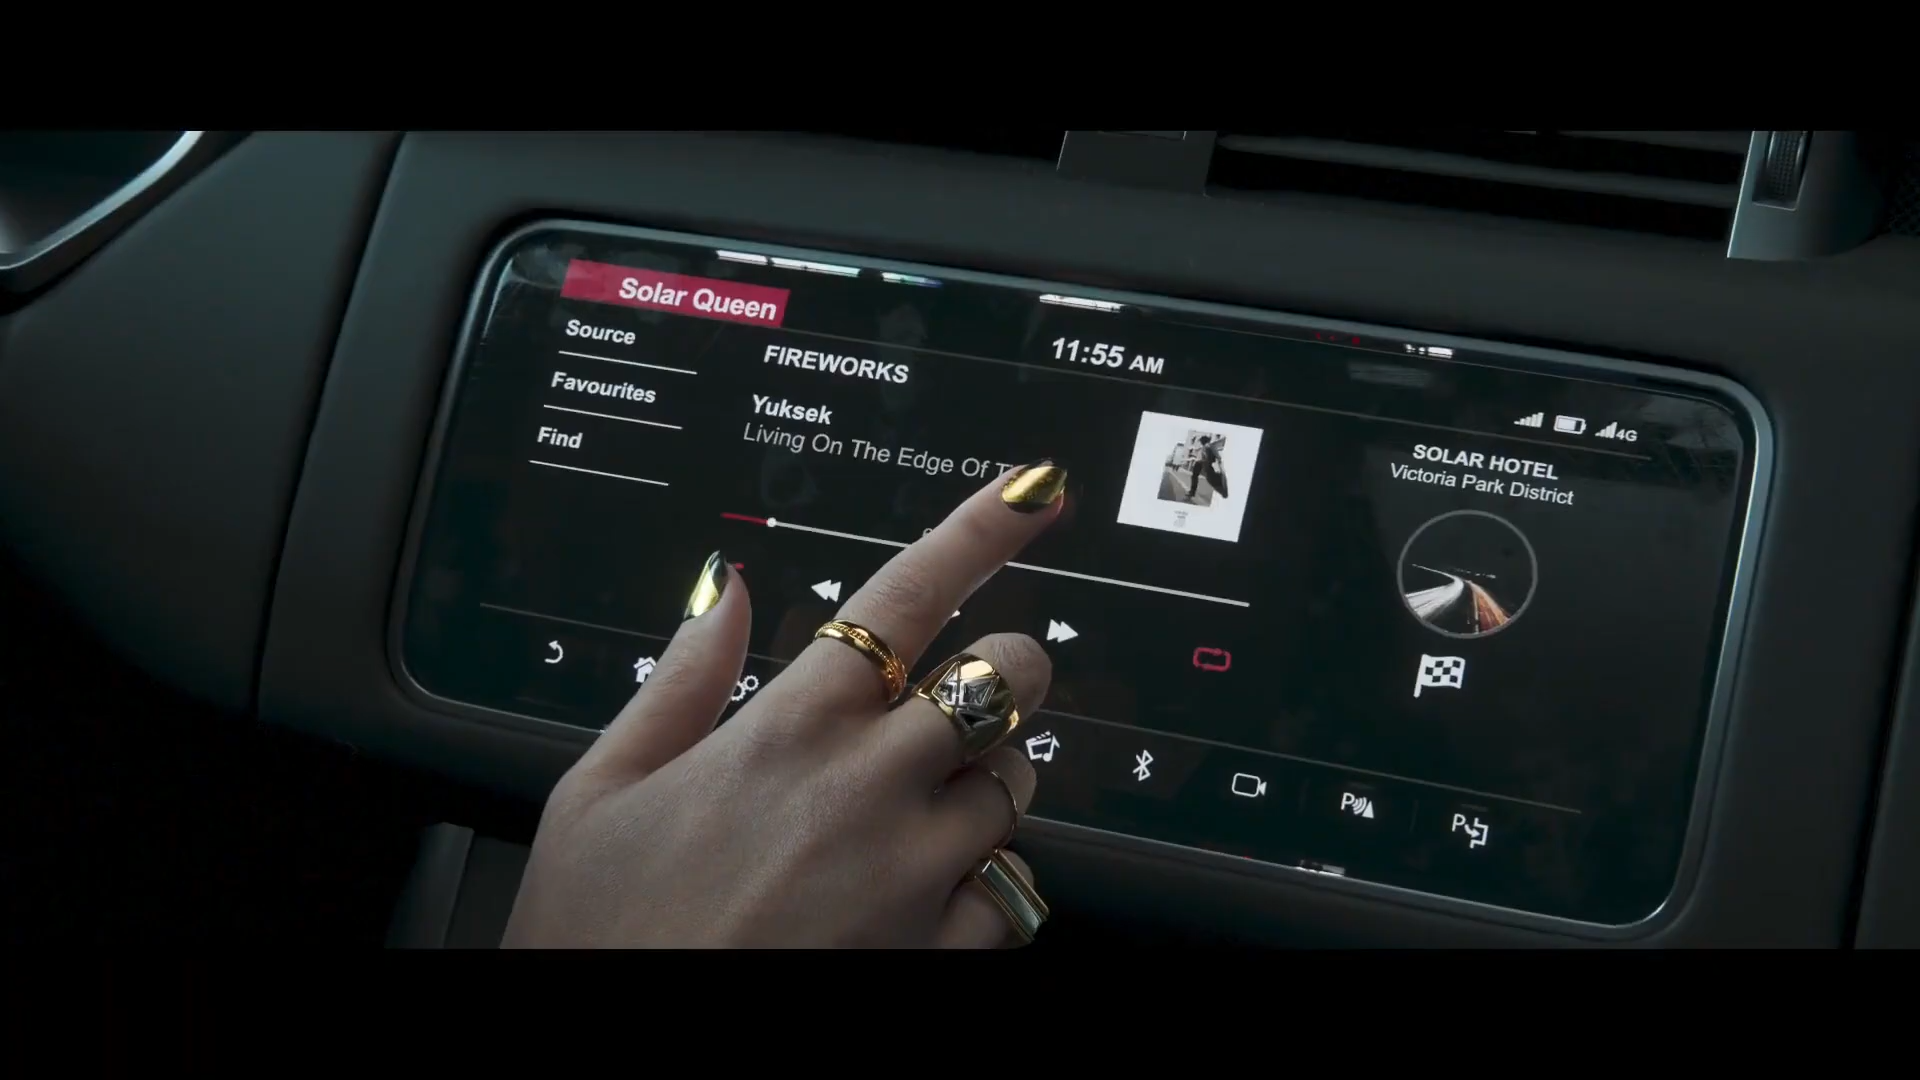 Solar Queen
Source
Favourites
Find
FIREWORKS
Yuksek
Living On The Edge Of
11:55 AM
4G
SOLAR HOTEL
Victoria Park District
P
P